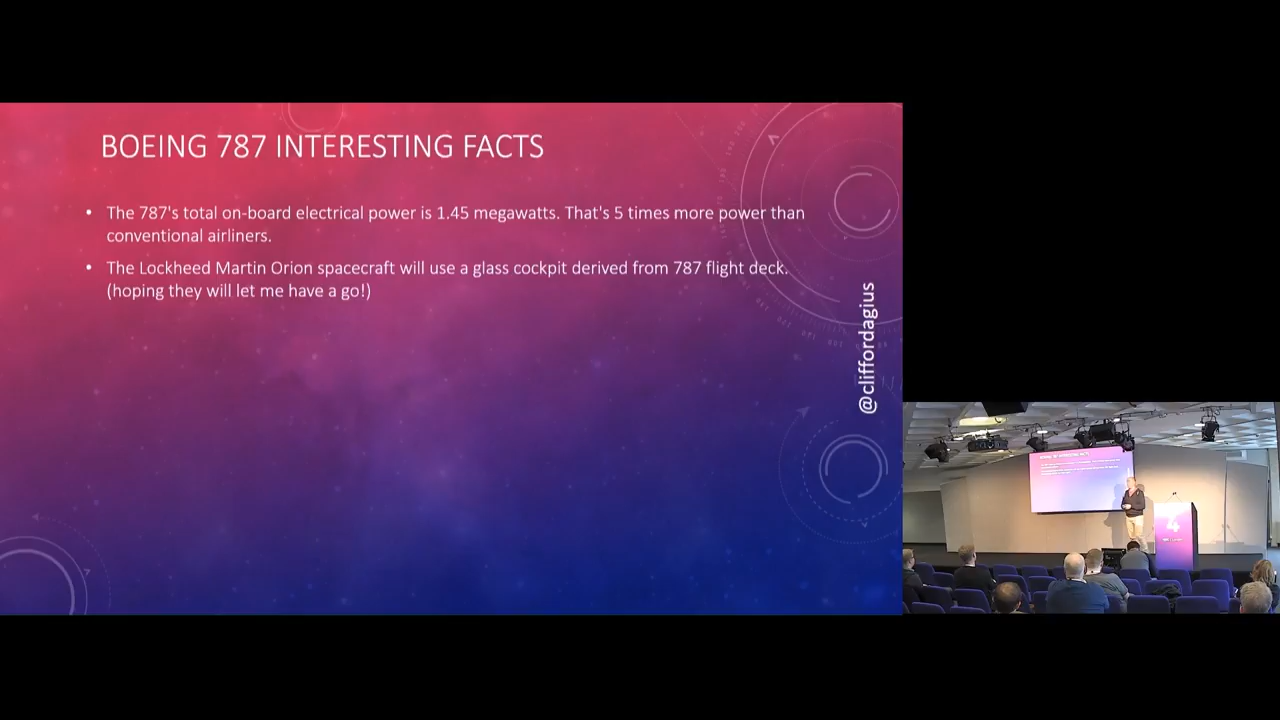 BOEING 787 INTERESTING FACTS
• The 787's total on-board electrical power is 1.45 megawatts. That's 5 times more power than
conventional airliners.
• The Lockheed Martin Orion spacecraft will use a glass cockpit derived from 787 flight deck.
(hoping they will let me have a go!)
@cliffordagius